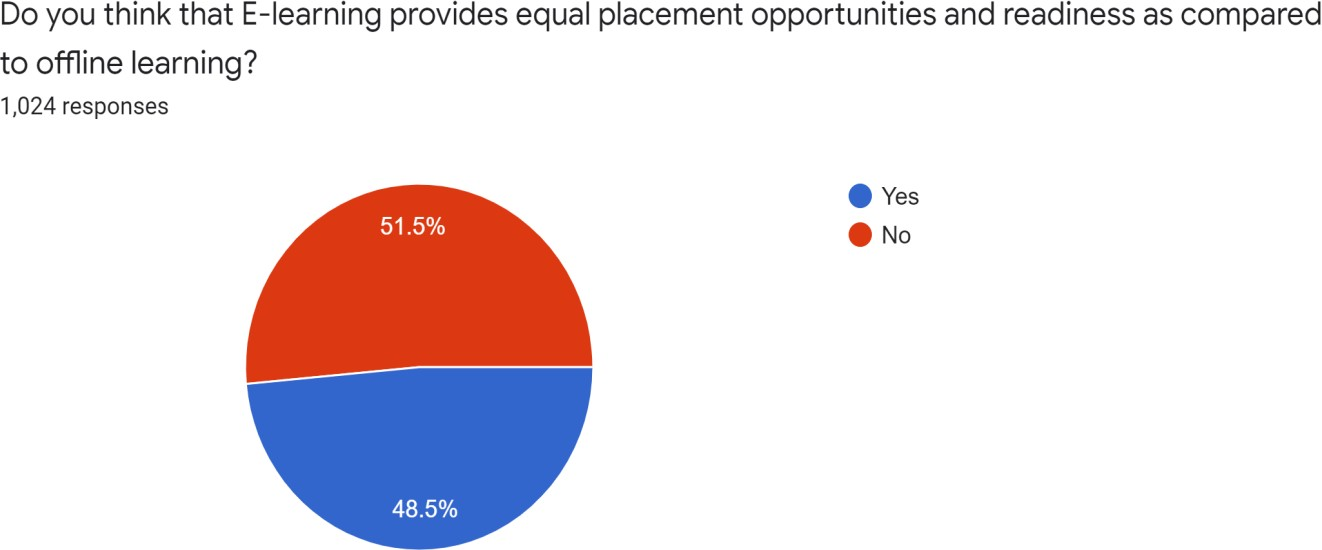 Do you think that E-learning provides equal placement opportunities and readiness as compared
to offline learning?
1,024 responses
51.5%
48.5%
Yes
No